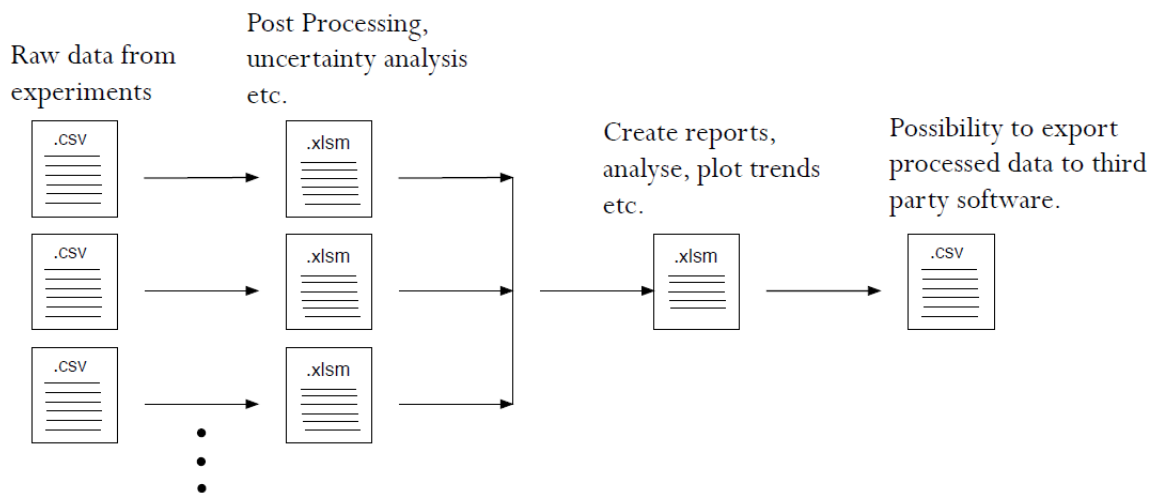 Raw data from
experiments
Post Processing,
uncertainty analysis
etc.
Create reports,
analyse, plot trends
etc.
Possibility to export
processed data to third
party software.
.CSV
.xlsm
.CSV
.xlsm
.xlsm
.CSV
.CSV
.xlsm